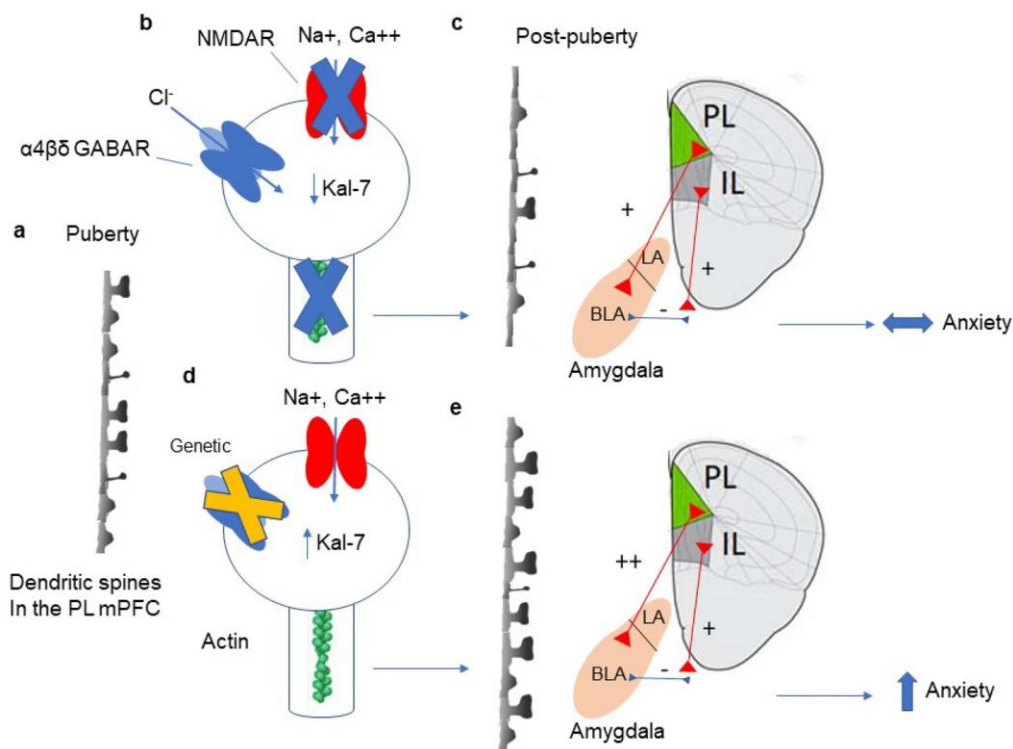 b
NMDAR
Na+, Ca++
Cl-
α4βδ GABAR
Kal-7
a
Puberty
Dendritic spines
In the PL mPFC
c
Post-puberty
PL
IL
+
LA
+
BLA
-
Amygdala
Anxiety
d
Na+, Ca++
Genetic
Kal-7
Actin
e
PL
IL
++
LA
+
BLA
-
Amygdala
Anxiety